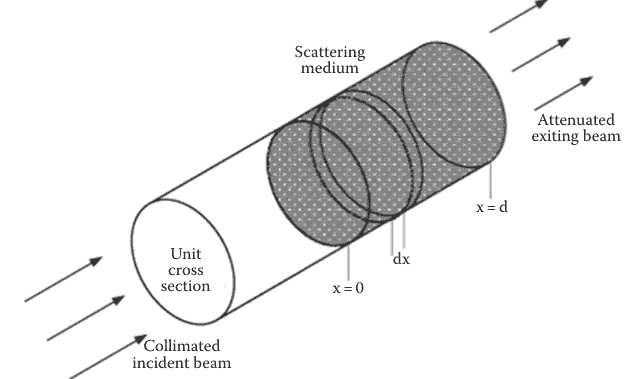 Scattering
medium
Attenuated
exiting beam
x = d
Unit
cross
section
dx
x = 0
Collimated
incident beam